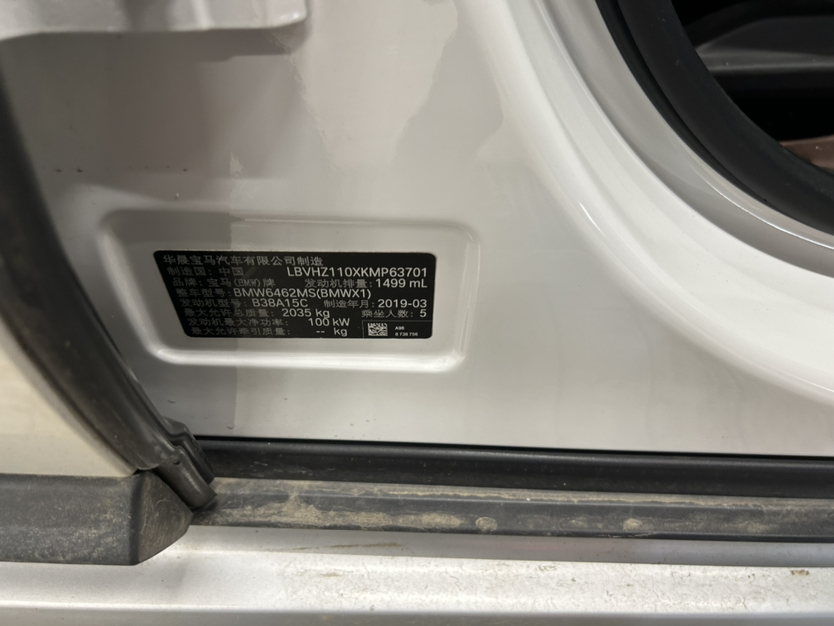 华晨宝马汽车有限公司制造
制造国: 中国 LBVHZ110XKMP63701
品牌: 宝马(BMW)牌 发动机排量: 1499 mL
整车型号: BMW6462MS(BMWX1)
发动机型号: B38A15C 制造年月: 2019-03
最大允许总质量: 2035 kg 乘坐人数: 5
发动机最大净功率: 100 kW
最大允许牵引质量: -- kg
A96